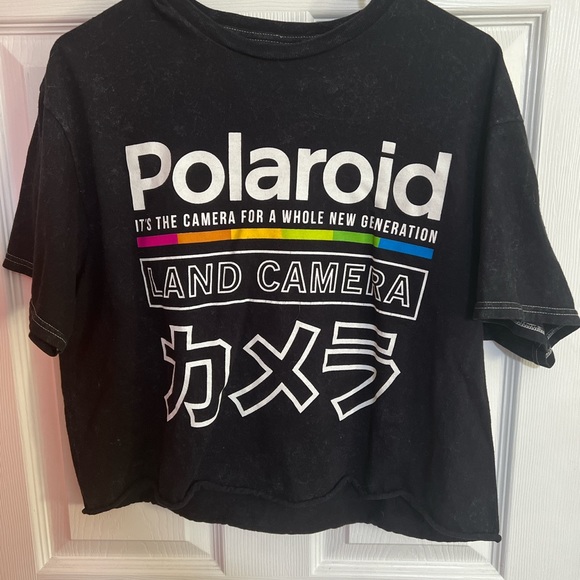 Polaroid
IT'S THE CAMERA FOR A WHOLE NEW GENERATION
LAND CAMERA
カメラ